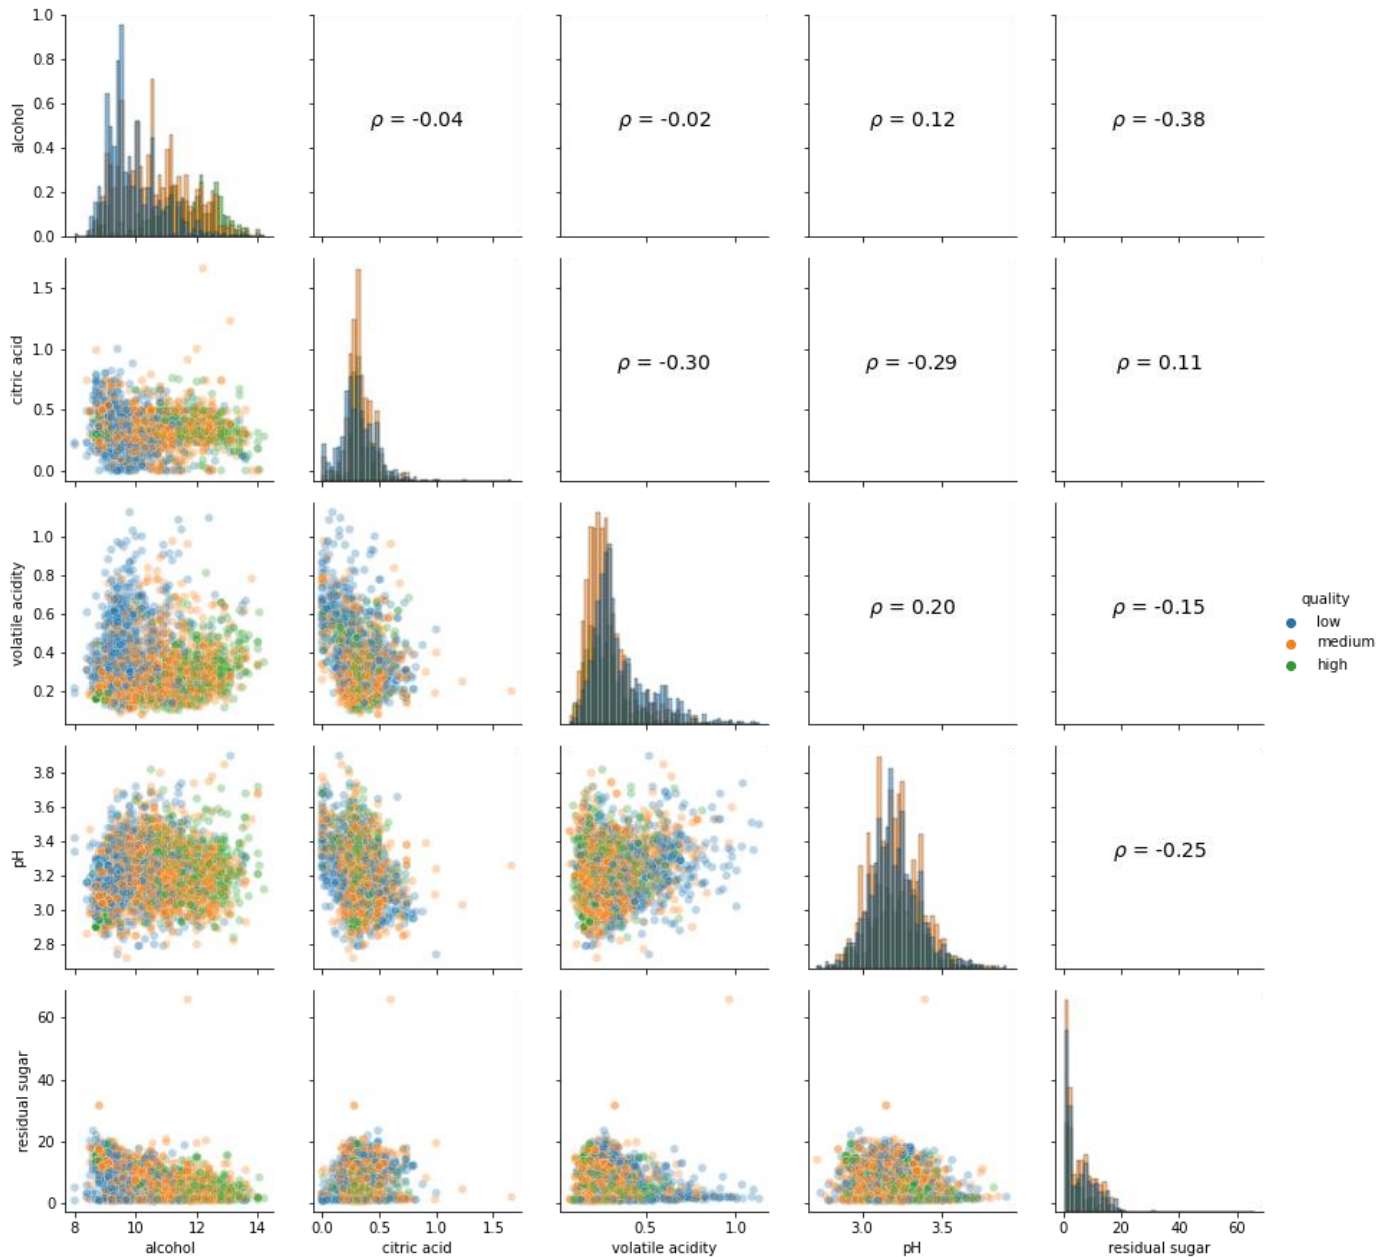 1.0
0.8
0.6
0.4
0.2
0.0
alcohol
ρ = -0.04
ρ = -0.02
ρ = 0.12
ρ = -0.38
1.5
1.0
0.5
0.0
citric acid
ρ = -0.30
ρ = -0.29
ρ = 0.11
1.0
0.8
0.6
0.4
0.2
volatile acidity
ρ = 0.20
ρ = -0.15
quality
low
medium
high
3.8
3.6
3.4
3.2
3.0
2.8
pH
ρ = -0.25
60
40
20
0
residual sugar
8 10 12 14
alcohol
0.0 0.5 1.0 1.5
citric acid
0.5 1.0
volatile acidity
3.0 3.5
pH
0 20 40 60
residual sugar